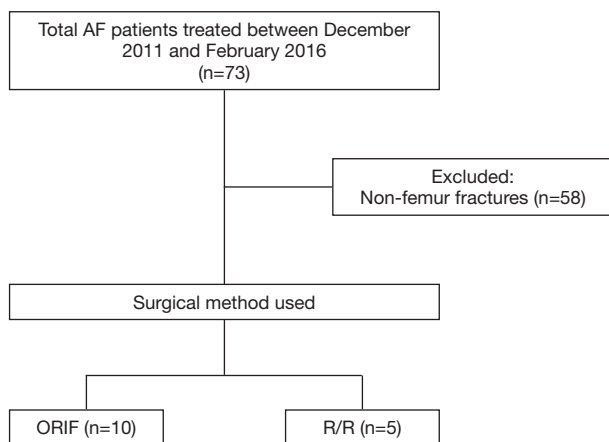 Total AF patients treated between December
2011 and February 2016
(n=73)
Excluded:
Non-femur fractures (n=58)
Surgical method used
ORIF (n=10)
R/R (n=5)